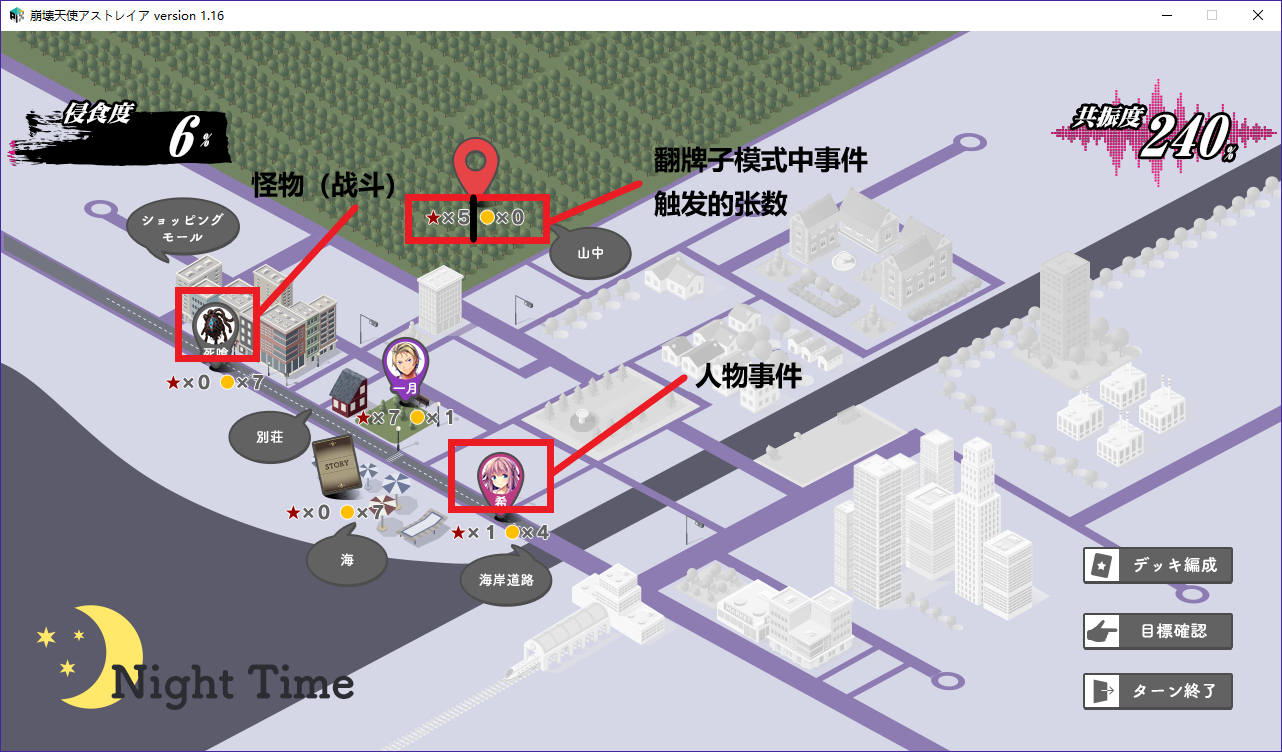 崩壊天使アストレイア version 1.16
侵食度
6%
共振度
240%
怪物（战斗）
翻牌子模式中事件
触发的张数
★×5 ●×0
山中
ショッピング
モール
死喰
★×0 ●×7
一月
★×7 ●×1
人物事件
別荘
STORY
★×0 ●×7
希
★×1 ●×4
海
海岸道路
デッキ編成
目標確認
ターン終了
Night Time